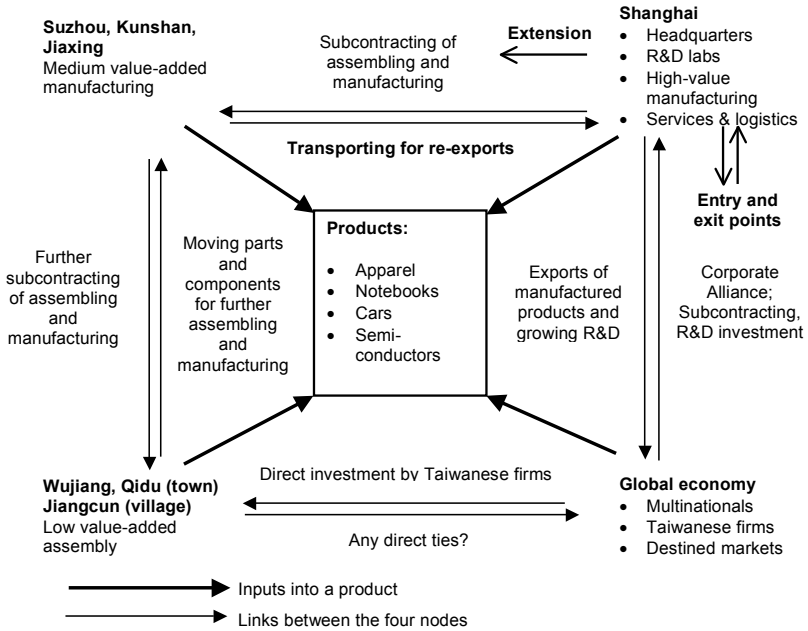 Suzhou, Kunshan,
Jiaxing
Medium value-added
manufacturing
Subcontracting of
assembling and
manufacturing
Extension
Shanghai
• Headquarters
• R&D labs
• High-value
manufacturing
• Services & logistics
Transporting for re-exports
Entry and
exit points
Further
subcontracting
of assembling
and
manufacturing
Moving parts
and
components
for further
assembling
and
manufacturing
Products:
• Apparel
• Notebooks
• Cars
• Semi-
conductors
Exports of
manufactured
products and
growing R&D
Corporate
Alliance;
Subcontracting,
R&D investment
Wujiang, Qidu (town)
Jiangcun (village)
Low value-added
assembly
Direct investment by Taiwanese firms
Any direct ties?
Global economy
• Multinationals
• Taiwanese firms
• Destined markets
Inputs into a product
Links between the four nodes